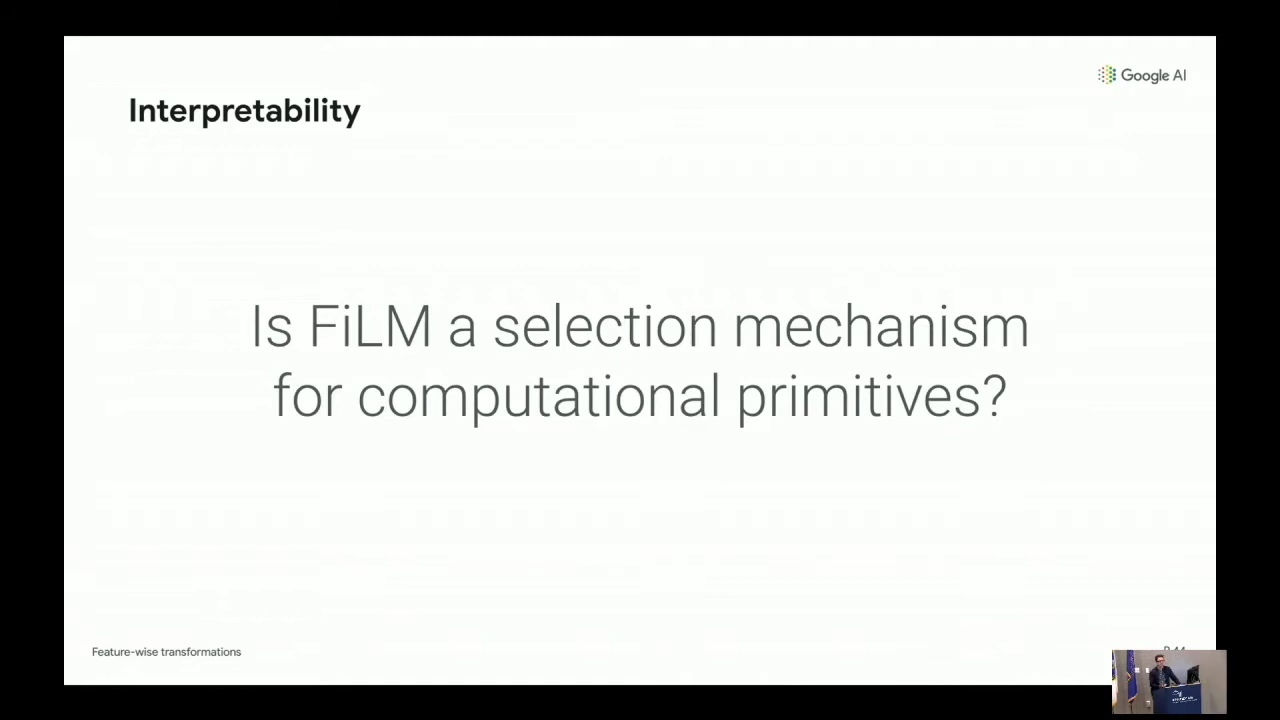 Google AI
Interpretability
Is FiLM a selection mechanism
for computational primitives?
Feature-wise transformations